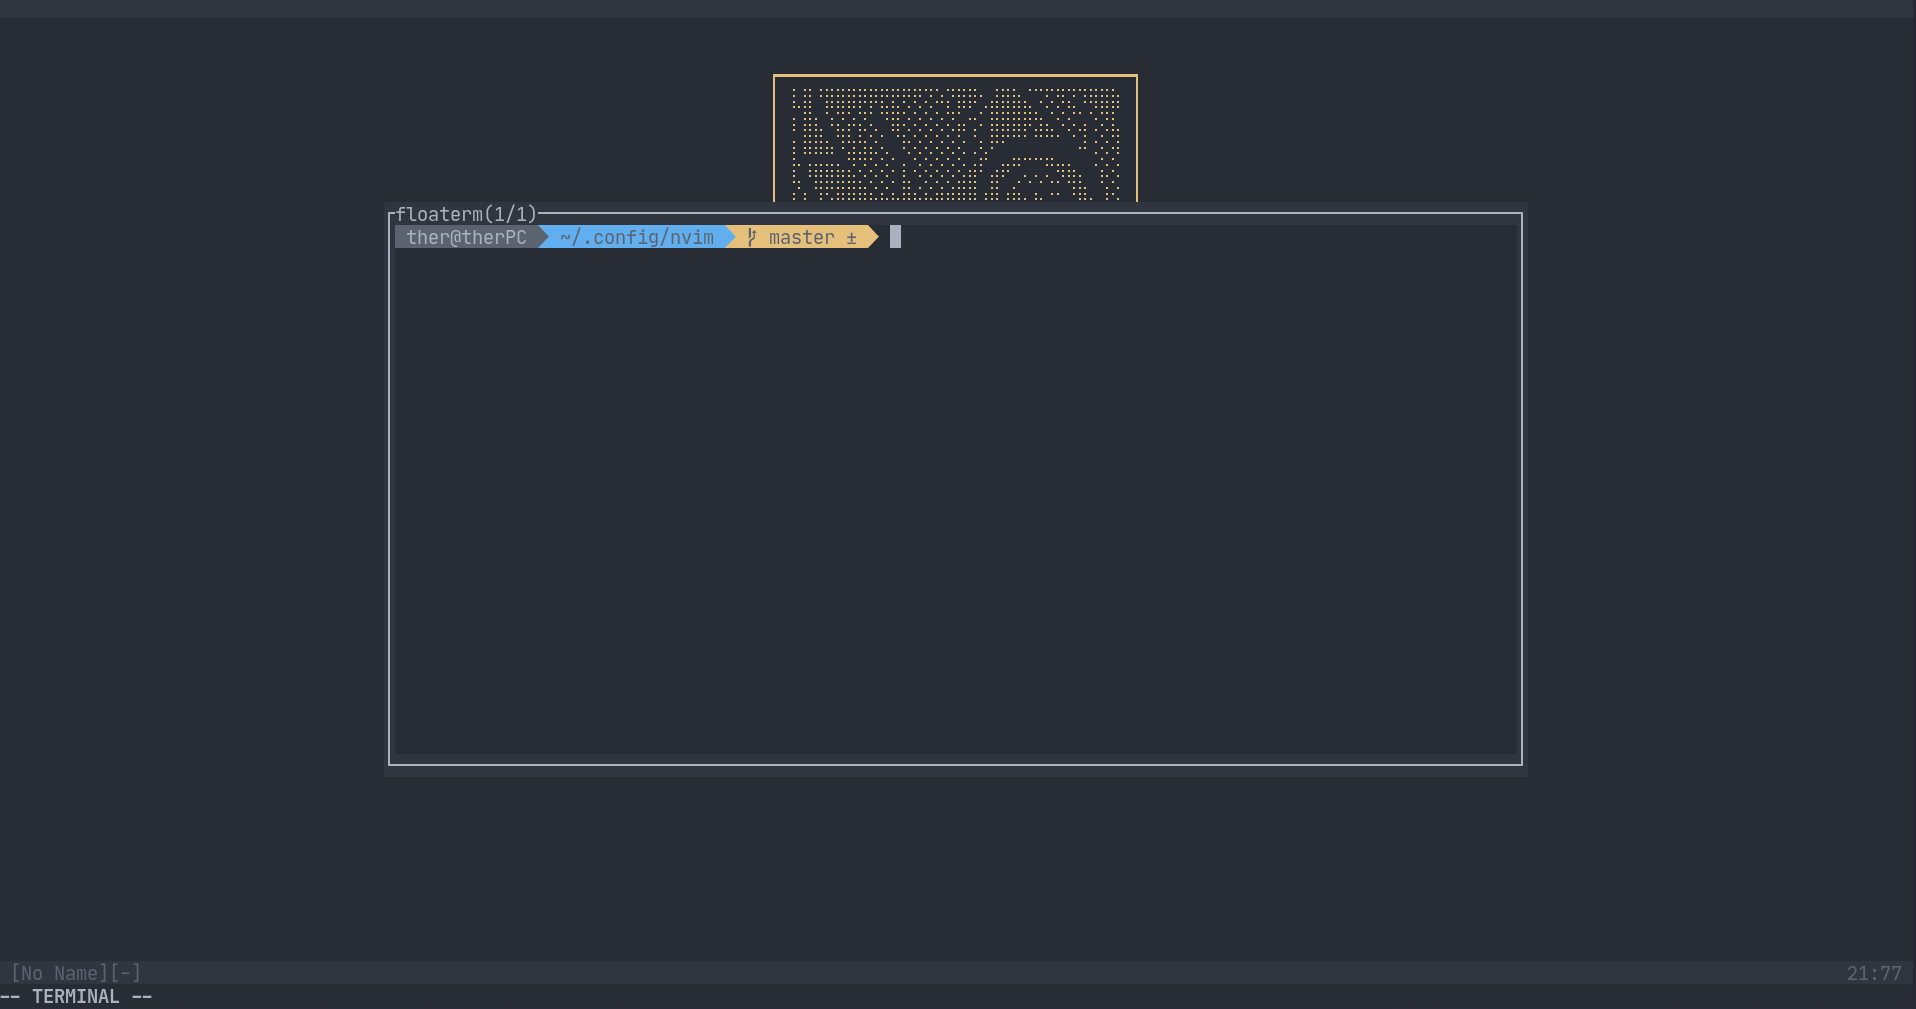 floaterm(1/1)
ther@therPC ~/.config/nvim master ±
[No Name][-] 21:77
-- TERMINAL --